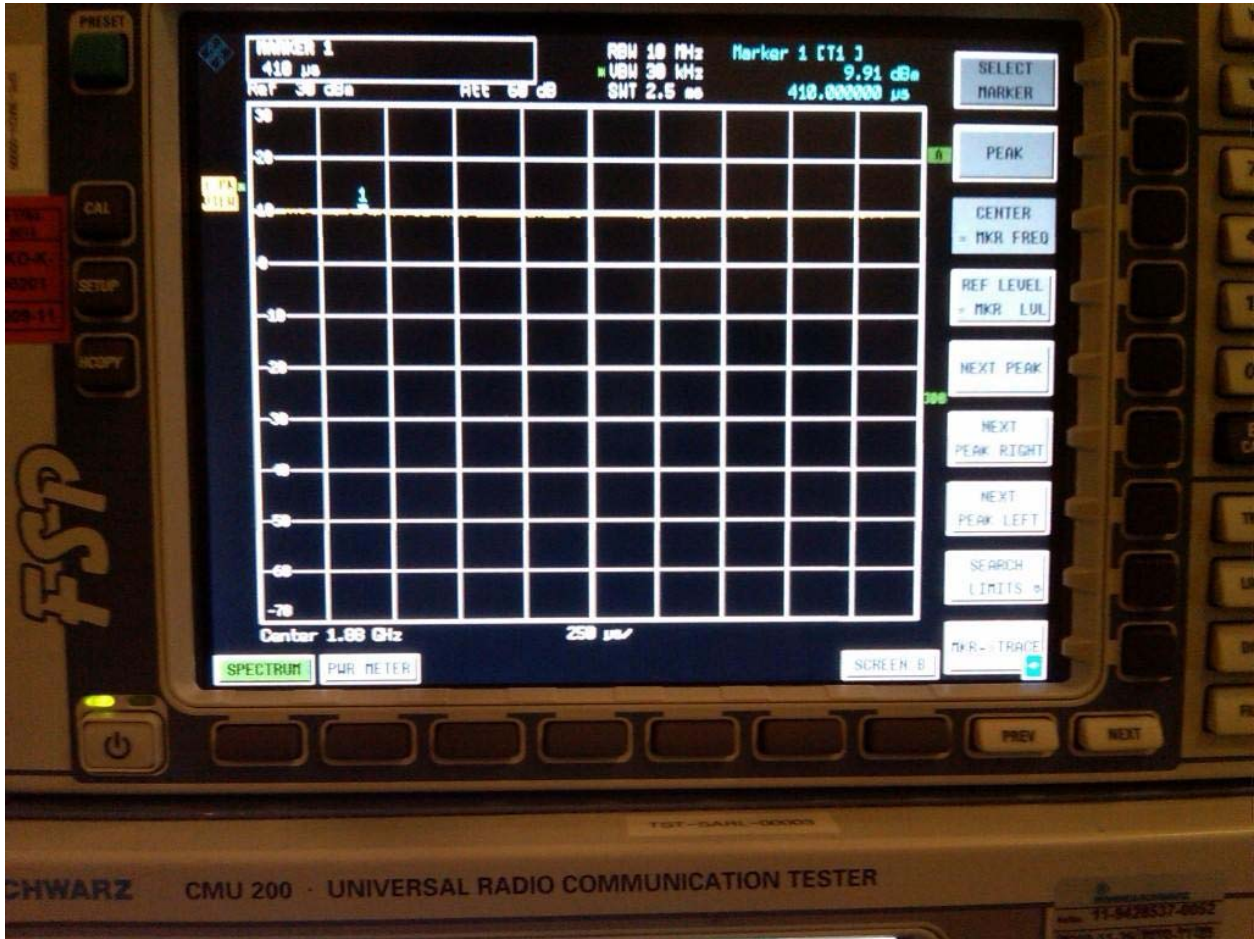 PRESET
MARKER 1
410 µs
RBW 10 MHz
VBW 30 kHz
SWT 2.5 ms
Marker 1 [T1 ]
9.91 dBm
410.000000 µs
Ref 30 dBm
Att 60 dB
30
20
10
0
-10
-20
-30
-40
-50
-60
-70
1
A
Center 1.88 GHz
250 µs/
SELECT
MARKER
PEAK
CENTER
= MKR FREQ
REF LEVEL
= MKR LVL
NEXT PEAK
NEXT
PEAK RIGHT
NEXT
PEAK LEFT
SEARCH
LIMITS
MKR->TRACE
SPECTRUM
PWR METER
SCREEN B
CAL
SETUP
HCOPY
FSP
PREV
NEXT
TST-SARL-00003
CHWARZ
CMU 200 · UNIVERSAL RADIO COMMUNICATION TESTER